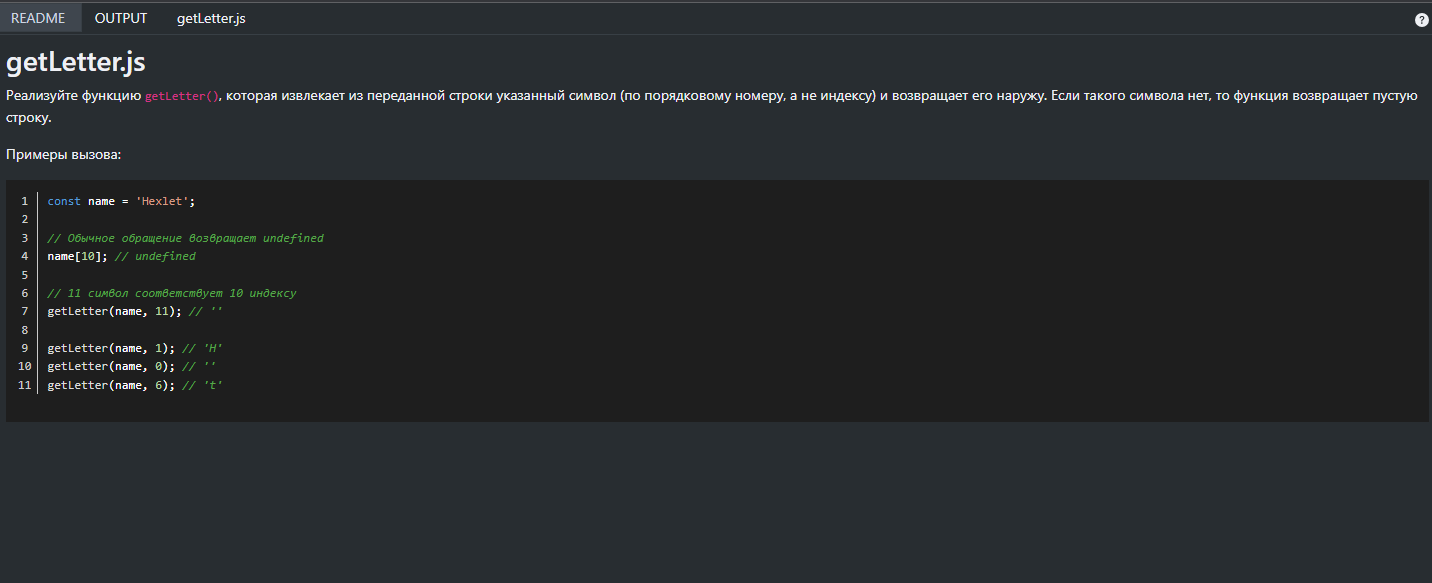 README OUTPUT getLetter.js ?
getLetter.js
Реализуйте функцию getLetter(), которая извлекает из переданной строки указанный символ (по порядковому номеру, а не индексу) и возвращает его наружу. Если такого символа нет, то функция возвращает пустую
строку.
Примеры вызова:
1 const name = 'Hexlet';
2
3 // Обычное обращение возвращает undefined
4 name[10]; // undefined
5
6 // 11 символ соответствует 10 индексу
7 getLetter(name, 11); // ''
8
9 getLetter(name, 1); // 'H'
10 getLetter(name, 0); // ''
11 getLetter(name, 6); // 't'